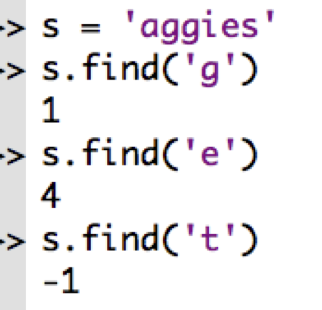 >> s = 'aggies'
>> s.find('g')
1
>> s.find('e')
4
>> s.find('t')
-1